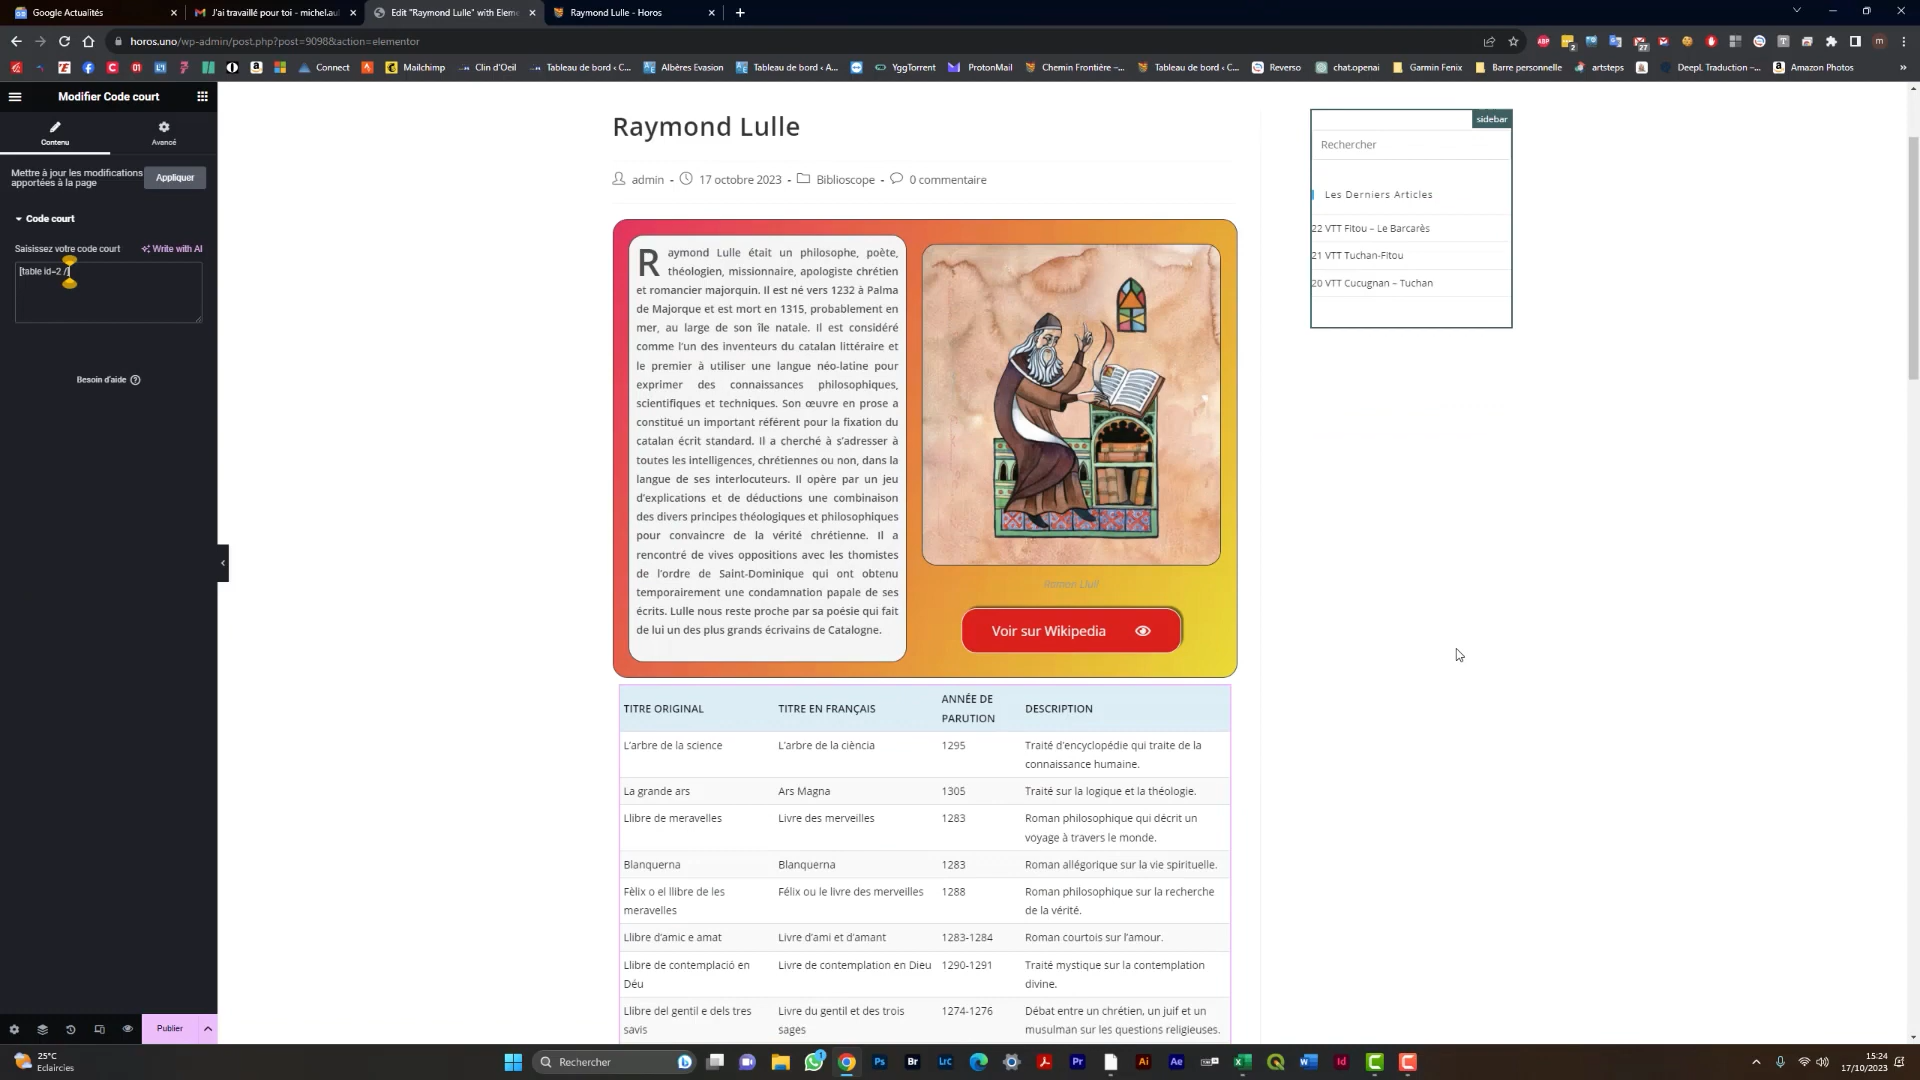 Google Actualités
J'ai travaillé pour toi - michel.au
Edit "Raymond Lulle" with Eleme
Raymond Lulle - Horos
horos.uno/wp-admin/post.php?post=9098&action=elementor
Connect
Mailchimp
Clin d'Oeil
Tableau de bord ‹ C...
Albères Evasion
Tableau de bord ‹ A...
YggTorrent
ProtonMail
Chemin Frontière –...
Tableau de bord ‹ C...
Reverso
chat.openai
Garmin Fenix
Barre personnelle
artsteps
DeepL Traduction –...
Amazon Photos
Modifier Code court
Contenu
Avancé
Mettre à jour les modifications
apportées à la page
Appliquer
Code court
Saisissez votre code court
Write with AI
[table id=2 /]
Besoin d'aide
Publier
Raymond Lulle
admin - 17 octobre 2023 - Biblioscope - 0 commentaire
Raymond Lulle était un philosophe, poète,
théologien, missionnaire, apologiste chrétien
et romancier majorquin. Il est né vers 1232 à Palma
de Majorque et est mort en 1315, probablement en
mer, au large de son île natale. Il est considéré
comme l'un des inventeurs du catalan littéraire et
le premier à utiliser une langue néo-latine pour
exprimer des connaissances philosophiques,
scientifiques et techniques. Son œuvre en prose a
constitué un important référent pour la fixation du
catalan écrit standard. Il a cherché à s'adresser à
toutes les intelligences, chrétiennes ou non, dans la
langue de ses interlocuteurs. Il opère par un jeu
d'explications et de déductions une combinaison
des divers principes théologiques et philosophiques
pour convaincre de la vérité chrétienne. Il a
rencontré de vives oppositions avec les thomistes
de l'ordre de Saint-Dominique qui ont obtenu
temporairement une condamnation papale de ses
écrits. Lulle nous reste proche par sa poésie qui fait
de lui un des plus grands écrivains de Catalogne.
Ramon Llull
Voir sur Wikipedia
sidebar
Rechercher
Les Derniers Articles
22 VTT Fitou – Le Barcarès
21 VTT Tuchan-Fitou
20 VTT Cucugnan – Tuchan
TITRE ORIGINAL
TITRE EN FRANÇAIS
ANNÉE DE
PARUTION
DESCRIPTION
L'arbre de la science
L'arbre de la ciència
1295
Traité d'encyclopédie qui traite de la
connaissance humaine.
La grande ars
Ars Magna
1305
Traité sur la logique et la théologie.
Llibre de meravelles
Livre des merveilles
1283
Roman philosophique qui décrit un
voyage à travers le monde.
Blanquerna
Blanquerna
1283
Roman allégorique sur la vie spirituelle.
Fèlix o el llibre de les
meravelles
Félix ou le livre des merveilles
1288
Roman philosophique sur la recherche
de la vérité.
Llibre d'amic e amat
Livre d'ami et d'amant
1283-1284
Roman courtois sur l'amour.
Llibre de contemplació en
Déu
Livre de contemplation en Dieu
1290-1291
Traité mystique sur la contemplation
divine.
Llibre del gentil e dels tres
savis
Livre du gentil et des trois
sages
1274-1276
Débat entre un chrétien, un juif et un
musulman sur les questions religieuses.
25°C
Eclaircies
Rechercher
15:24
17/10/2023